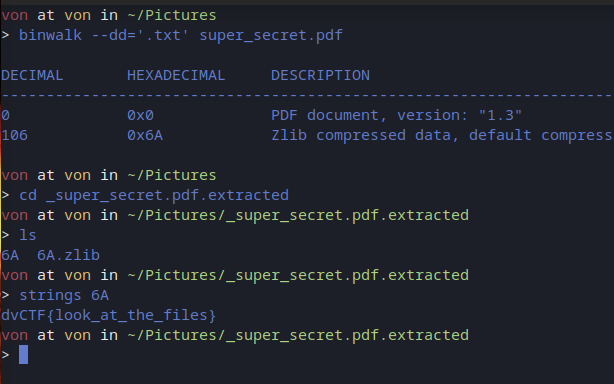 von at von in ~/Pictures
> binwalk --dd='.txt' super_secret.pdf
DECIMAL HEXADECIMAL DESCRIPTION
--------------------------------------------------------------------------------
0 0x0 PDF document, version: "1.3"
106 0x6A Zlib compressed data, default compress
von at von in ~/Pictures
> cd _super_secret.pdf.extracted
von at von in ~/Pictures/_super_secret.pdf.extracted
> ls
6A 6A.zlib
von at von in ~/Pictures/_super_secret.pdf.extracted
> strings 6A
dvCTF{look_at_the_files}
von at von in ~/Pictures/_super_secret.pdf.extracted
>